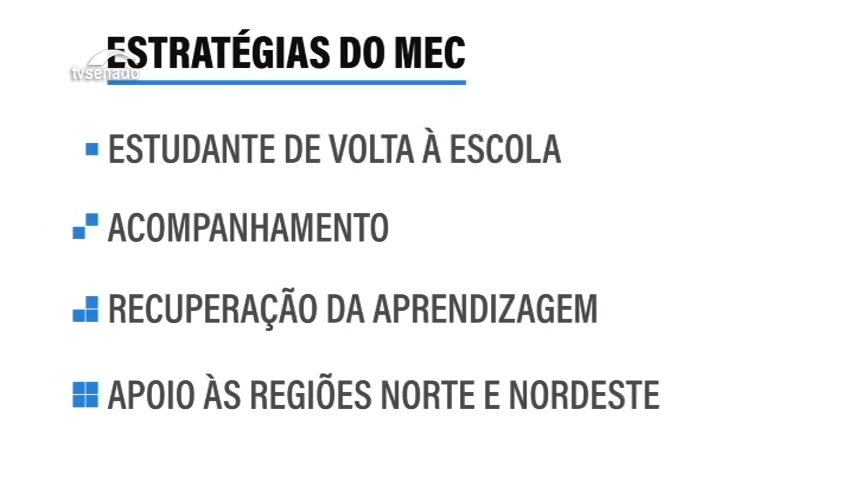 ESTRATÉGIAS DO MEC
tvsenado
ESTUDANTE DE VOLTA À ESCOLA
ACOMPANHAMENTO
RECUPERAÇÃO DA APRENDIZAGEM
APOIO ÀS REGIÕES NORTE E NORDESTE